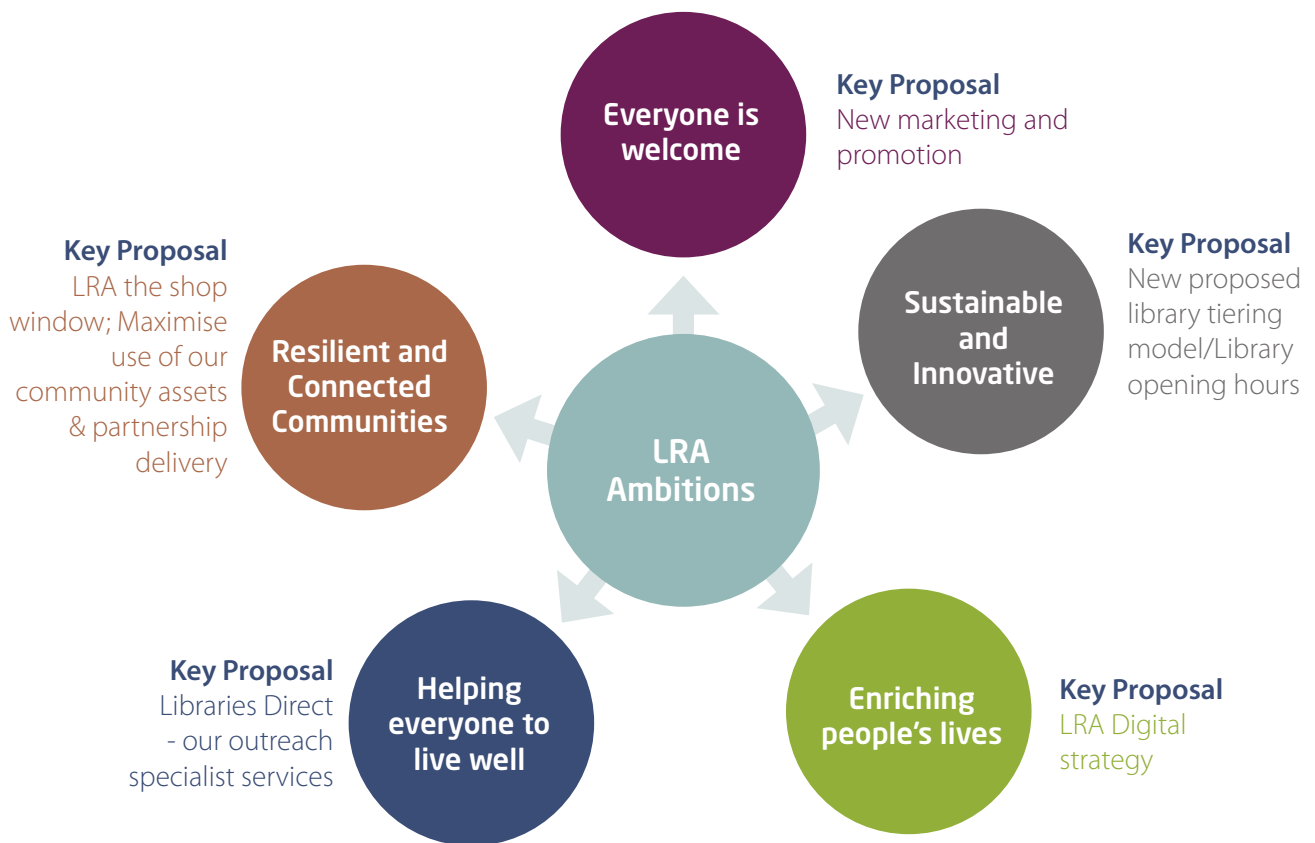 Everyone is
welcome
Key Proposal
New marketing and
promotion
Key Proposal
LRA the shop
window; Maximise
use of our
community assets
& partnership
delivery
Resilient and
Connected
Communities
Sustainable
and
Innovative
Key Proposal
New proposed
library tiering
model/Library
opening hours
LRA
Ambitions
Key Proposal
Libraries Direct
- our outreach
specialist services
Helping
everyone to
live well
Enriching
people's lives
Key Proposal
LRA Digital
strategy